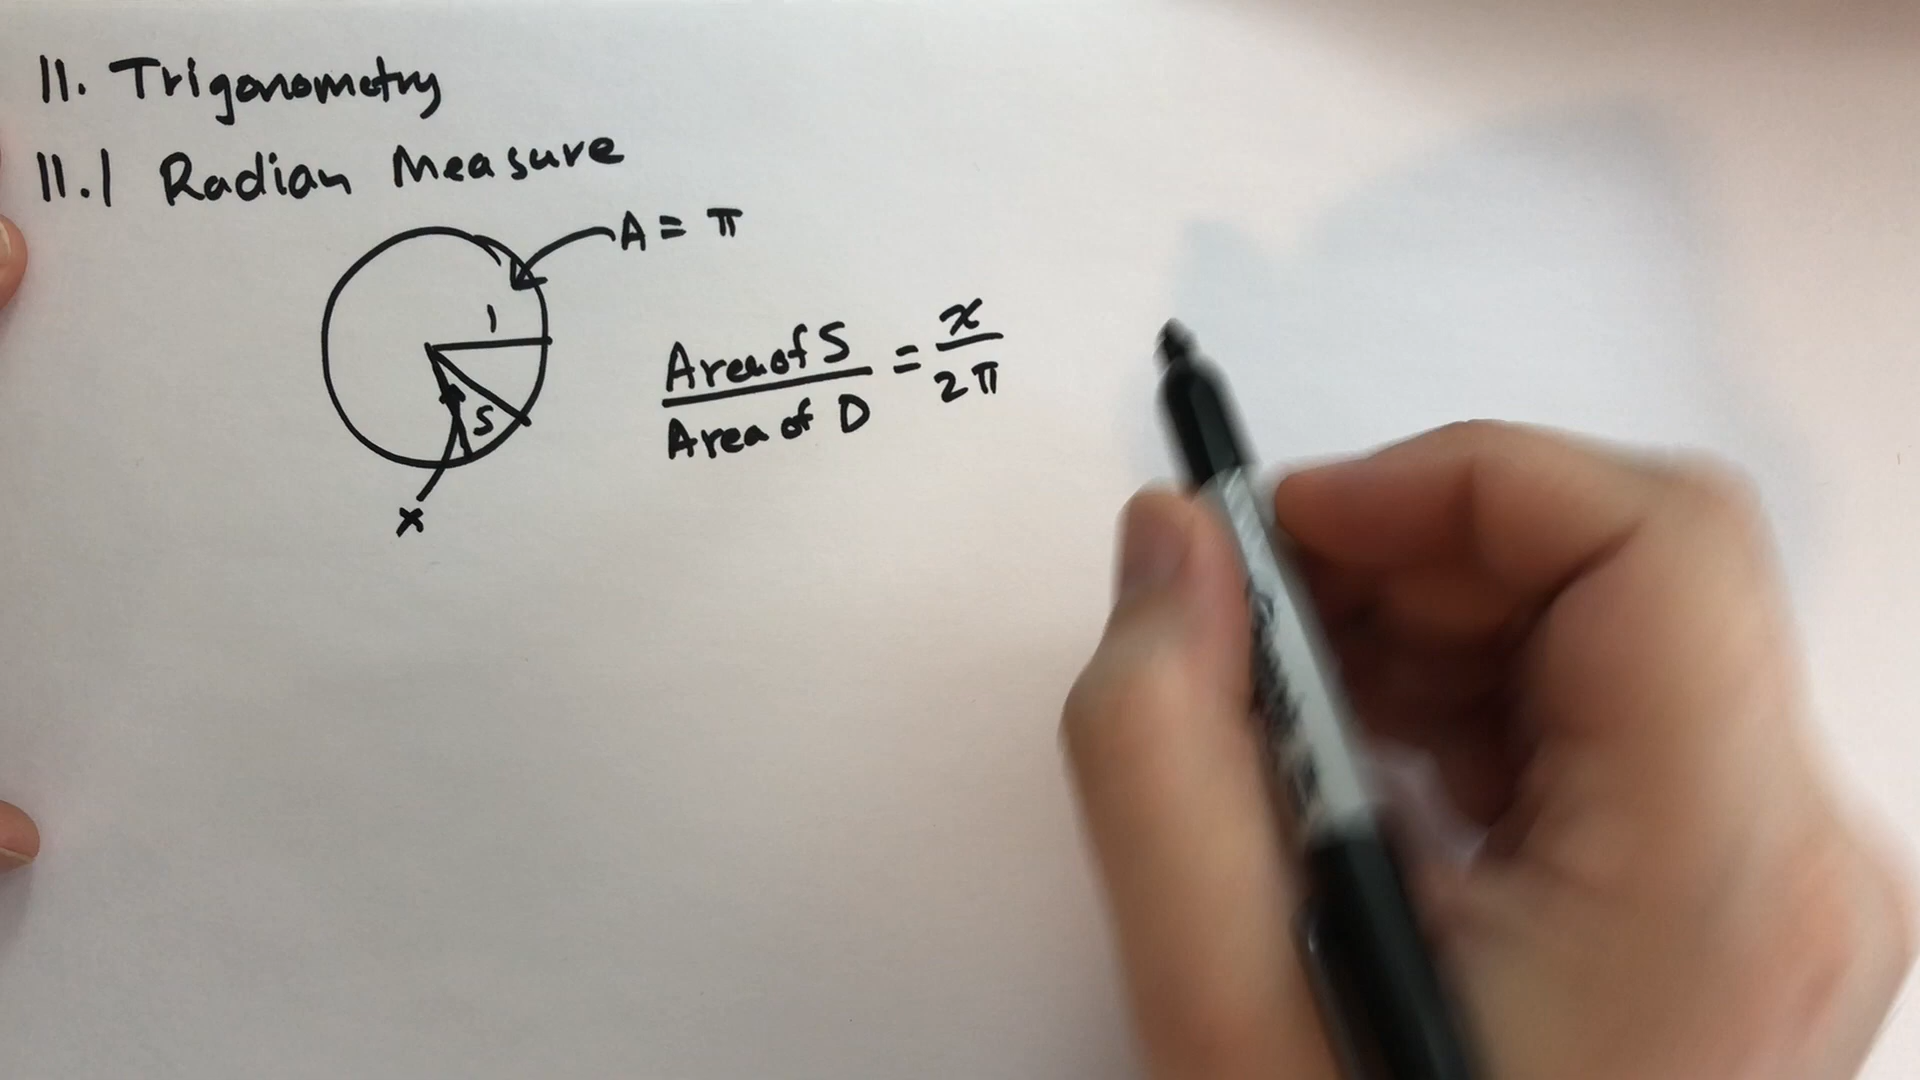 11. Trigonometry
11.1 Radian Measure
A = π
1
S
x
Area of S / Area of D = x / 2π